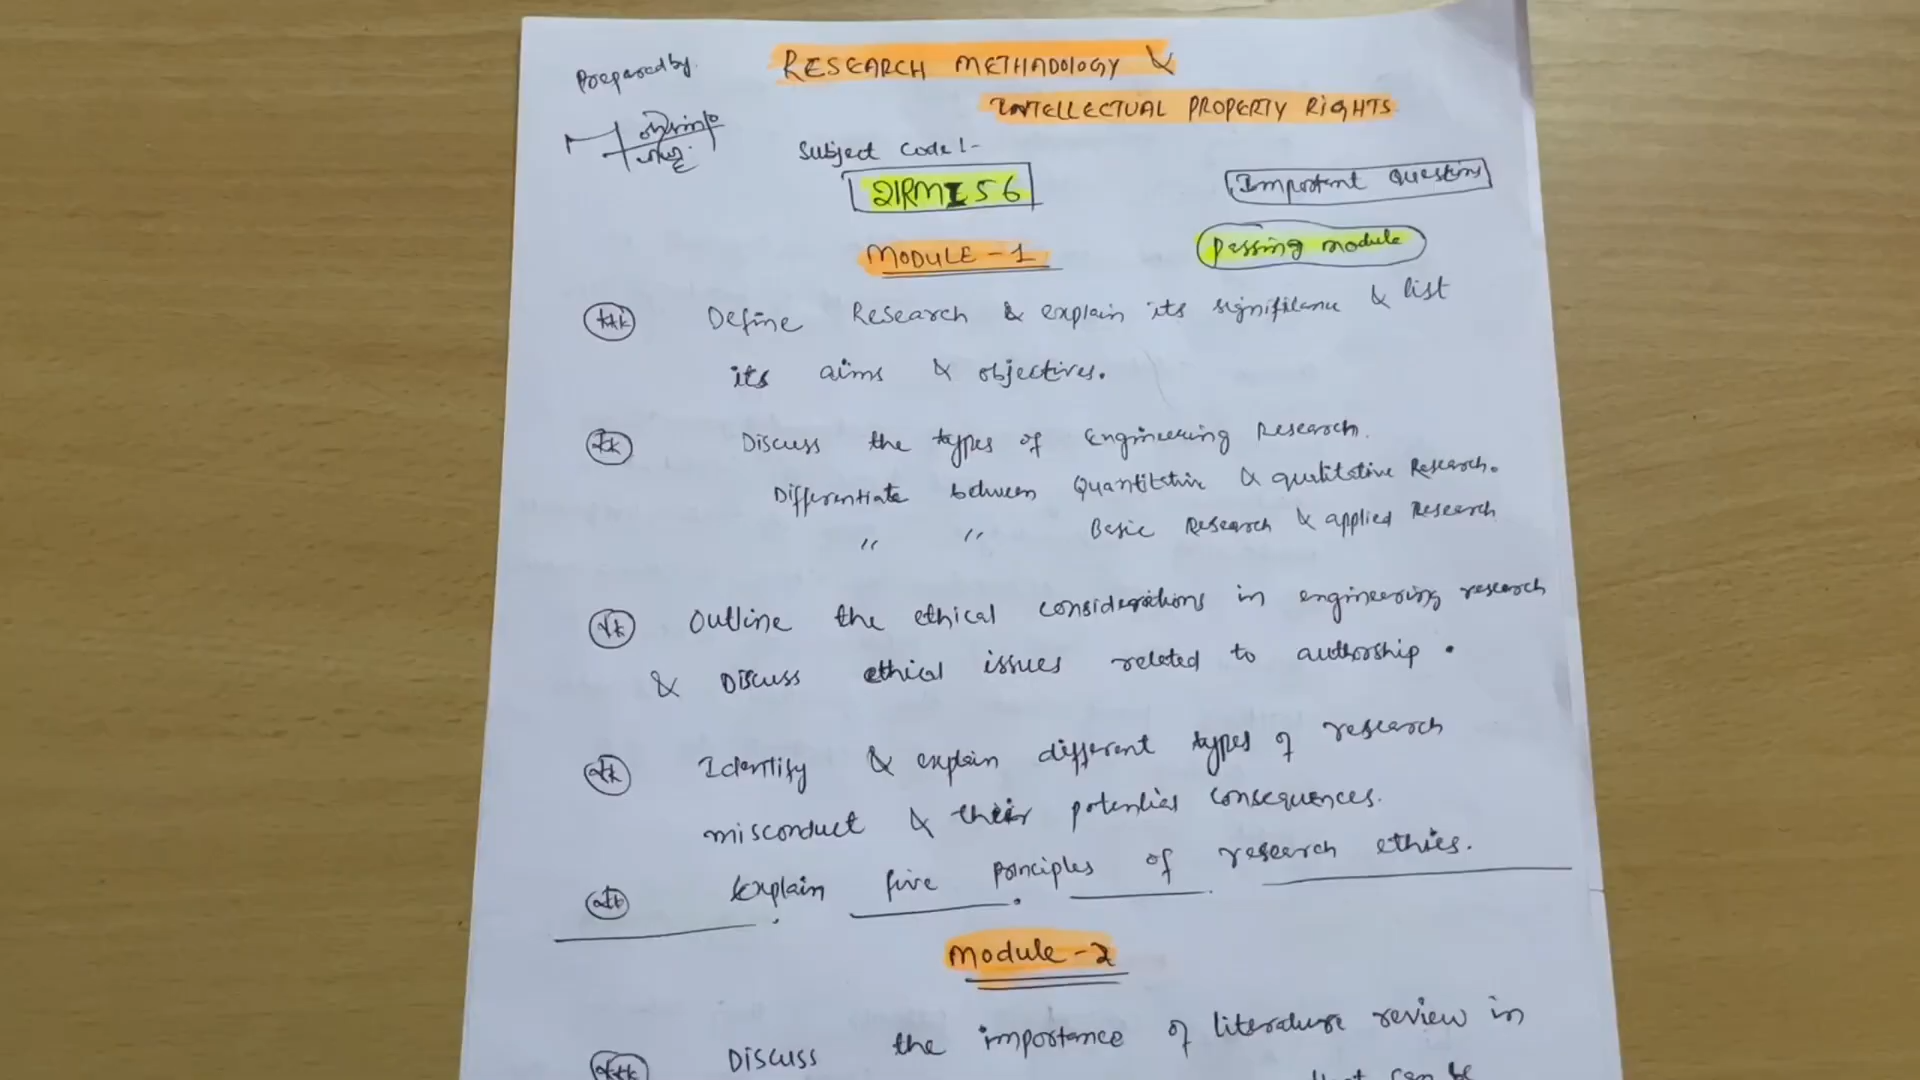 Prepared by.
RESEARCH METHADOLOGY &
INTELLECTUAL PROPERTY RIGHTS
Subject Code :-
21RMI56
Important Questions
MODULE - 1
Passing module
*** Define Research & explain its significance & list
its aims & objectives.
** Discuss the types of Engineering Research.
Differentiate between Quantitative & qualitative Research.
" " Basic Research & applied Research
** Outline the ethical considerations in engineering research
& Discuss ethical issues related to authorship.
** Identify & explain different types of research
misconduct & their potential consequences.
** Explain five principles of research ethics.
Module - 2
*** Discuss the importance of literature review in
that can be